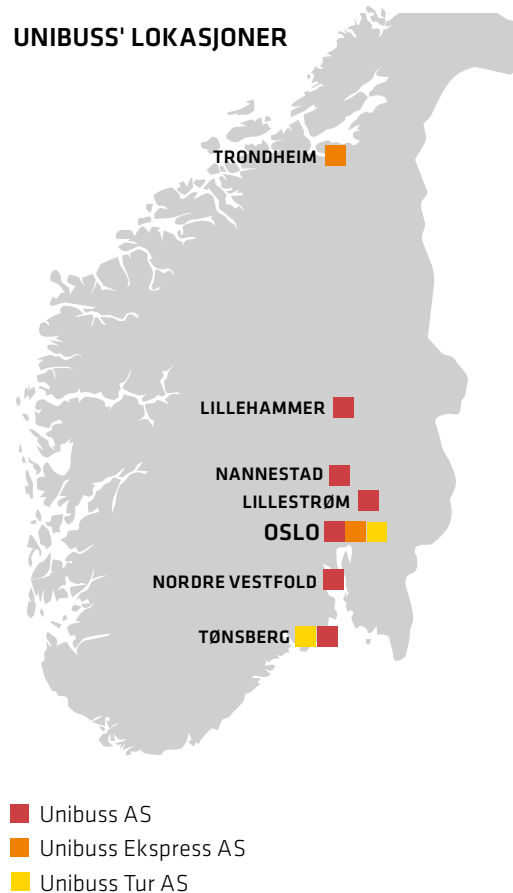 UNIBUSS' LOKASJONER
TRONDHEIM
LILLEHAMMER
NANNESTAD
LILLESTRØM
OSLO
NORDRE VESTFOLD
TØNSBERG
Unibuss AS
Unibuss Ekspress AS
Unibuss Tur AS